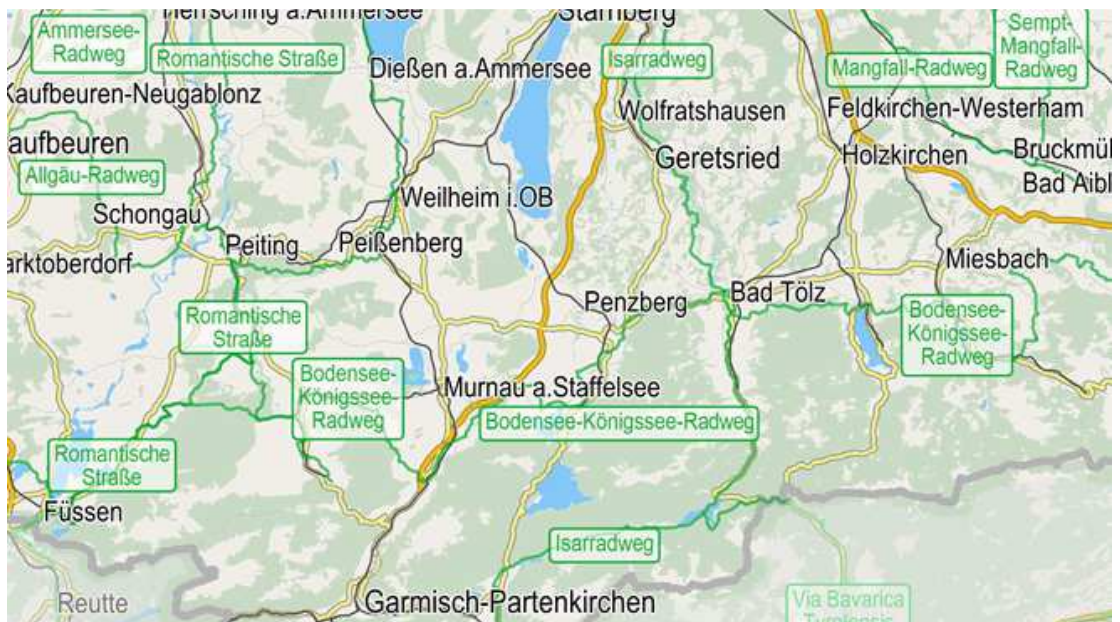 Herrsching a.Ammersee
Starnberg
Ammersee-
Radweg
Romantische Straße
Isarradweg
Sempt-
Mangfall-
Radweg
Dießen a.Ammersee
Mangfall-Radweg
Kaufbeuren-Neugablonz
Wolfratshausen
Feldkirchen-Westerham
aufbeuren
Geretsried
Holzkirchen
Bruckmü
Allgäu-Radweg
Bad Aibl
Weilheim i.OB
Schongau
Peiting
Peißenberg
arktoberdorf
Miesbach
Penzberg
Bad Tölz
Romantische
Straße
Bodensee-
Königssee-
Radweg
Bodensee-
Königssee-
Radweg
Murnau a.Staffelsee
Bodensee-Königssee-Radweg
Romantische
Straße
Füssen
Isarradweg
Reutte
Garmisch-Partenkirchen
Via Bavarica
Tyrolensis